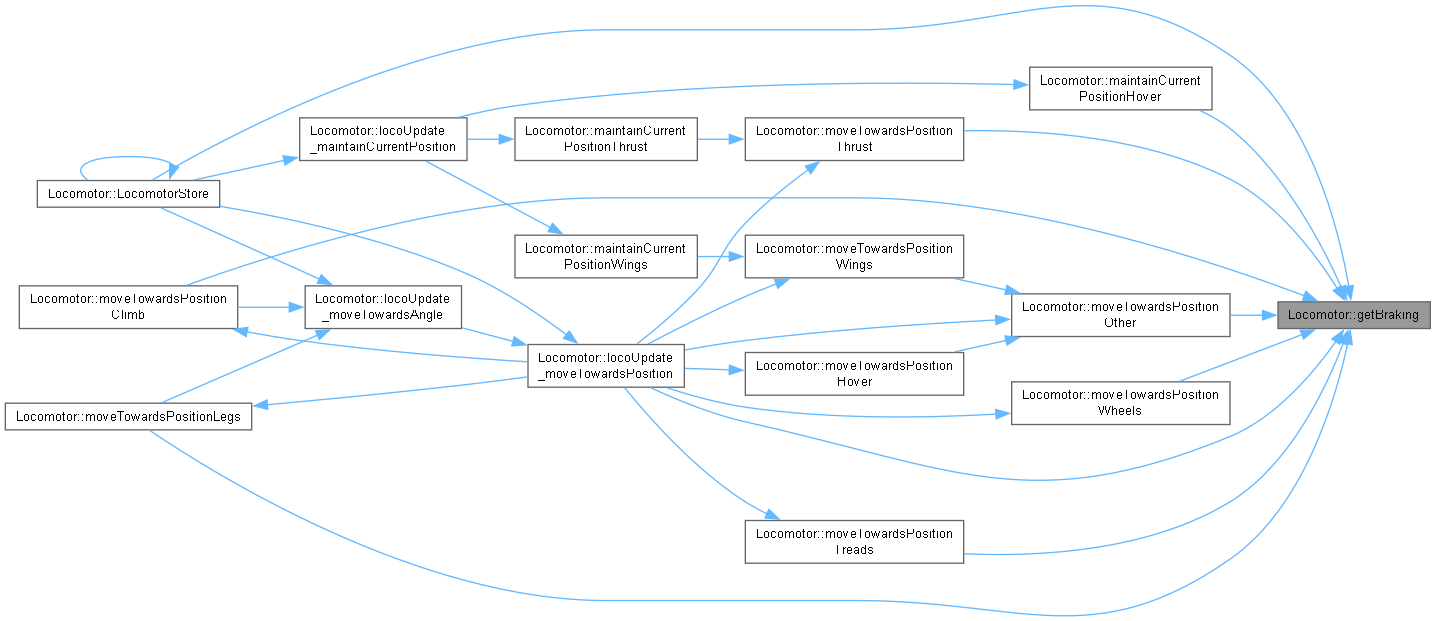 Locomotor::maintainCurrent
PositionHover
Locomotor::locoUpdate
_maintainCurrentPosition
Locomotor::maintainCurrent
PositionThrust
Locomotor::moveTowardsPosition
Thrust
Locomotor::LocomotorStore
Locomotor::maintainCurrent
PositionWings
Locomotor::moveTowardsPosition
Wings
Locomotor::moveTowardsPosition
Climb
Locomotor::locoUpdate
_moveTowardsAngle
Locomotor::moveTowardsPosition
Other
Locomotor::getBraking
Locomotor::locoUpdate
_moveTowardsPosition
Locomotor::moveTowardsPosition
Hover
Locomotor::moveTowardsPosition
Wheels
Locomotor::moveTowardsPositionLegs
Locomotor::moveTowardsPosition
Treads